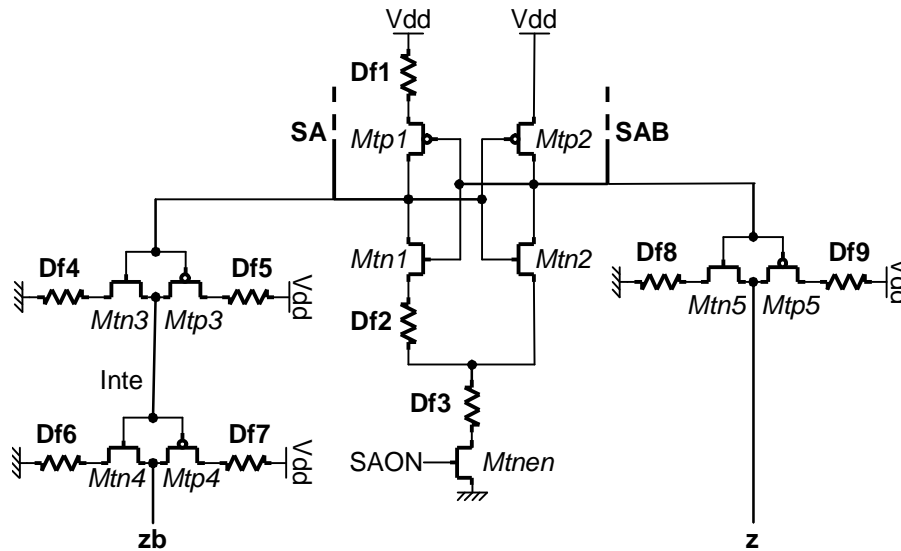 Vdd Vdd
Df1
SA Mtp1 Mtp2 SAB
Mtn1 Mtn2
Df4 Df5 Vdd Df8 Df9 Vdd
Mtn3 Mtp3 Df2 Mtn5 Mtp5
Inte
Df3
Df6 Df7 Vdd
Mtn4 Mtp4 SAON Mtnen
zb z